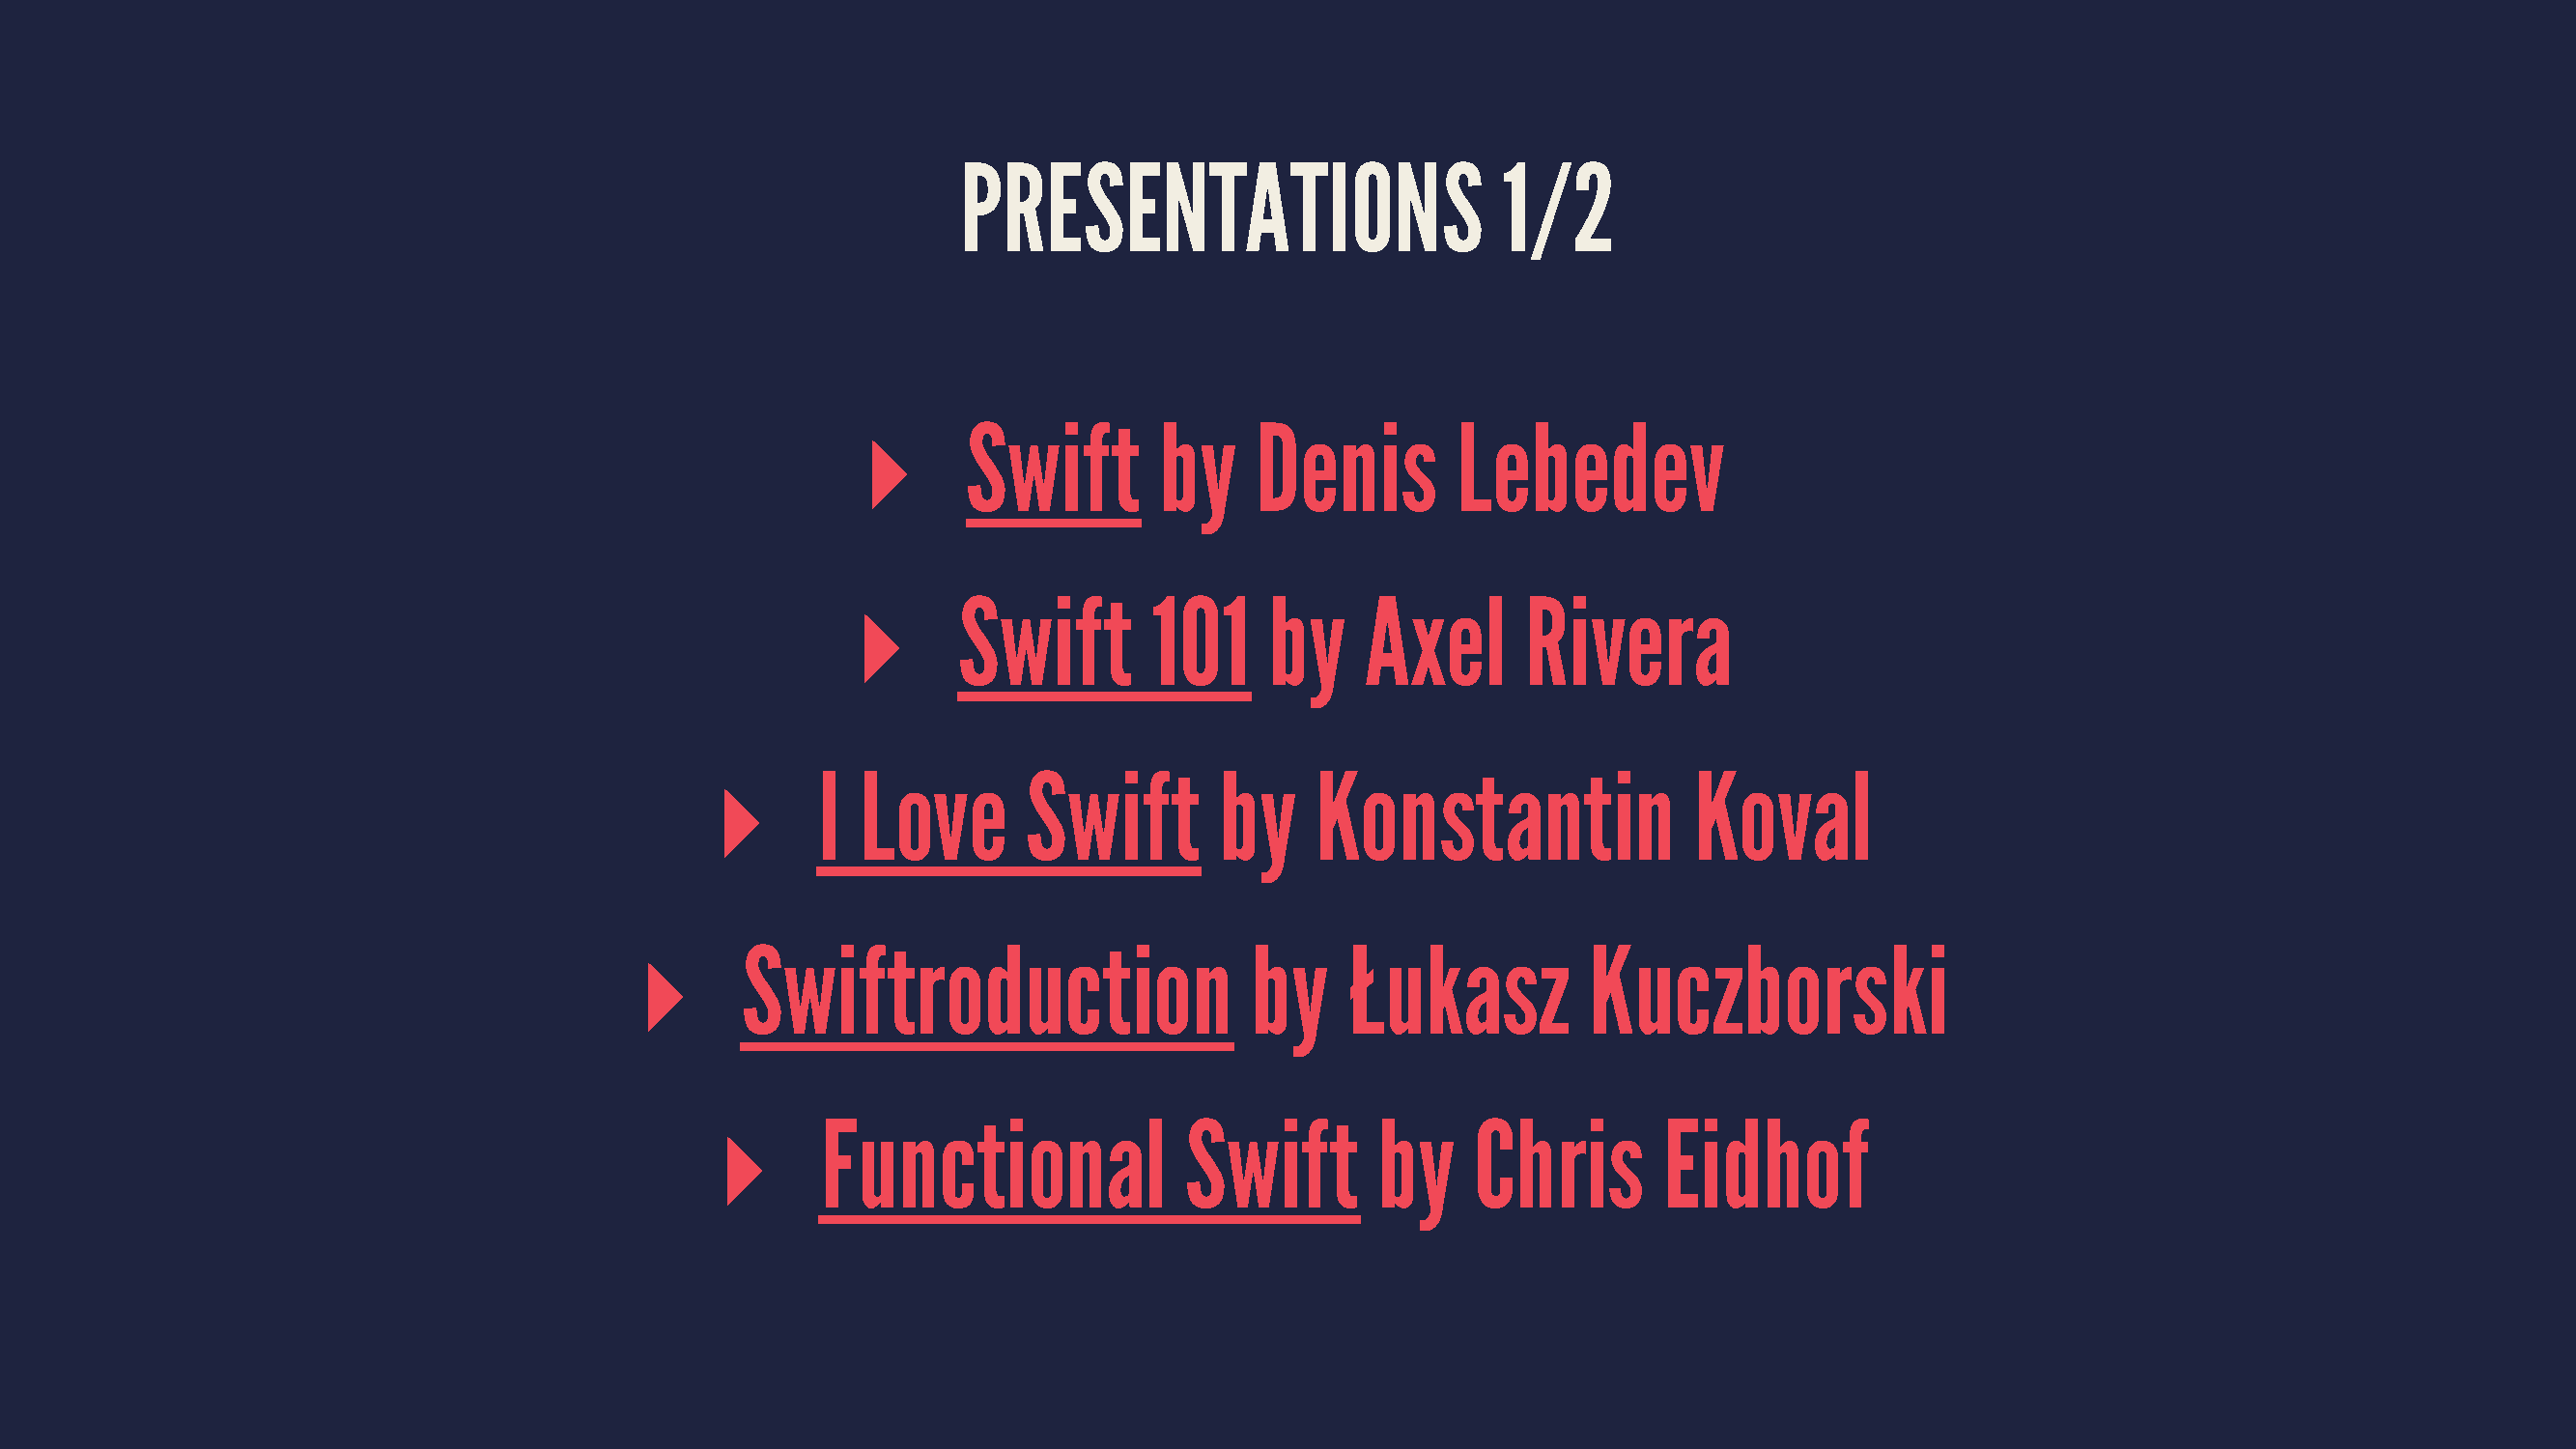 PRESENTATIONS 1/2
▸ Swift by Denis Lebedev
▸ Swift 101 by Axel Rivera
▸ I Love Swift by Konstantin Koval
▸ Swiftroduction by Łukasz Kuczborski
▸ Functional Swift by Chris Eidhof